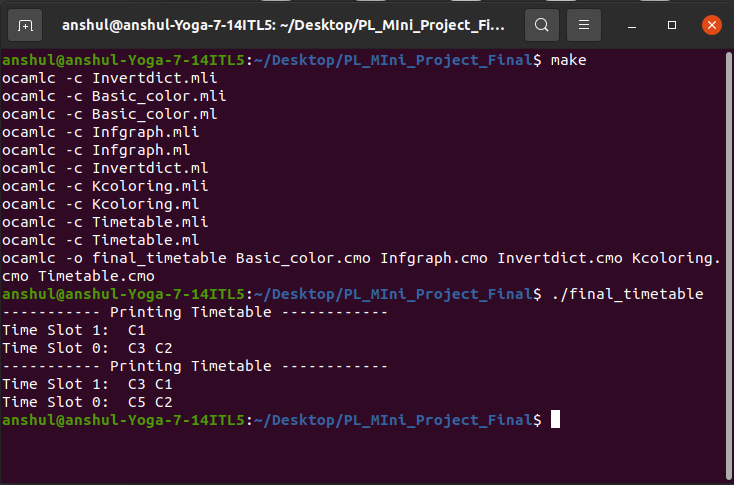 anshul@anshul-Yoga-7-14ITL5: ~/Desktop/PL_MIni_Project_Fi...
anshul@anshul-Yoga-7-14ITL5:~/Desktop/PL_MIni_Project_Final$ make
ocamlc -c Invertdict.mli
ocamlc -c Basic_color.mli
ocamlc -c Basic_color.ml
ocamlc -c Infgraph.mli
ocamlc -c Infgraph.ml
ocamlc -c Invertdict.ml
ocamlc -c Kcoloring.mli
ocamlc -c Kcoloring.ml
ocamlc -c Timetable.mli
ocamlc -c Timetable.ml
ocamlc -o final_timetable Basic_color.cmo Infgraph.cmo Invertdict.cmo Kcoloring.
cmo Timetable.cmo
anshul@anshul-Yoga-7-14ITL5:~/Desktop/PL_MIni_Project_Final$ ./final_timetable
----------- Printing Timetable ------------
Time Slot 1:  C1
Time Slot 0:  C3 C2
----------- Printing Timetable ------------
Time Slot 1:  C3 C1
Time Slot 0:  C5 C2
anshul@anshul-Yoga-7-14ITL5:~/Desktop/PL_MIni_Project_Final$